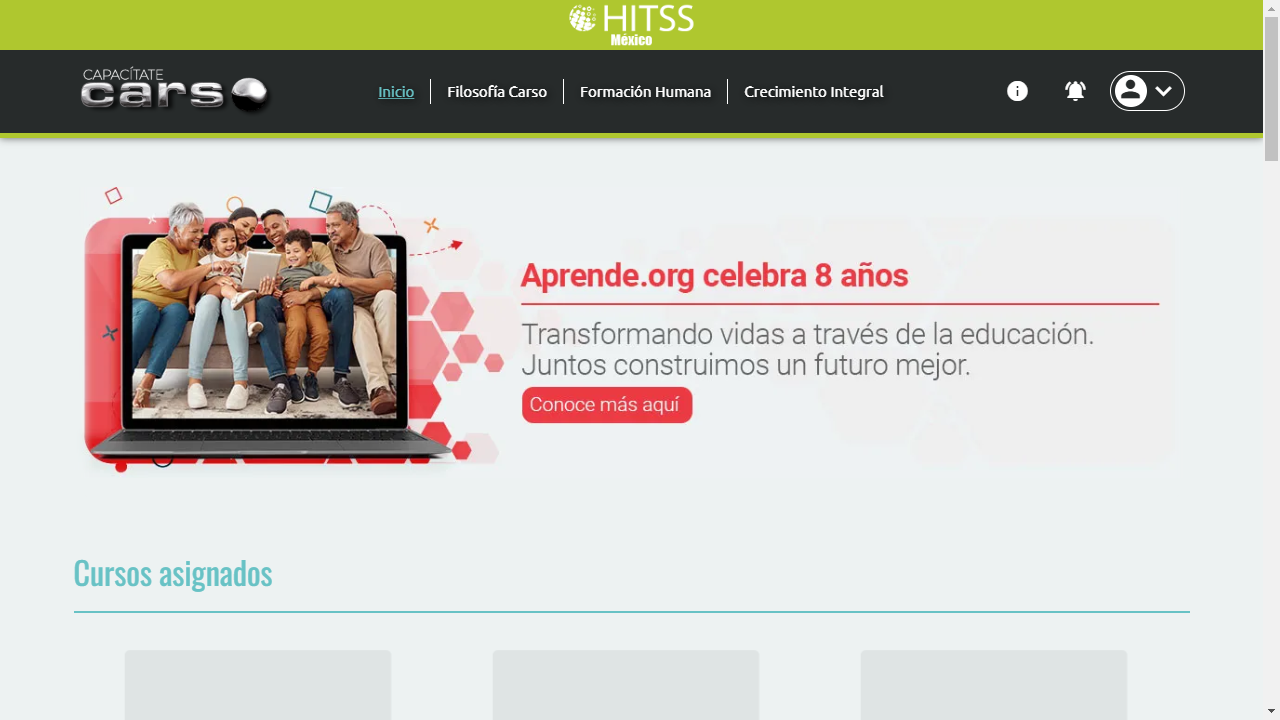 HITSS
México
CAPACÍTATE
carso
Inicio
Filosofía Carso
Formación Humana
Crecimiento Integral
Aprende.org celebra 8 años
Transformando vidas a través de la educación.
Juntos construimos un futuro mejor.
Conoce más aquí
Cursos asignados